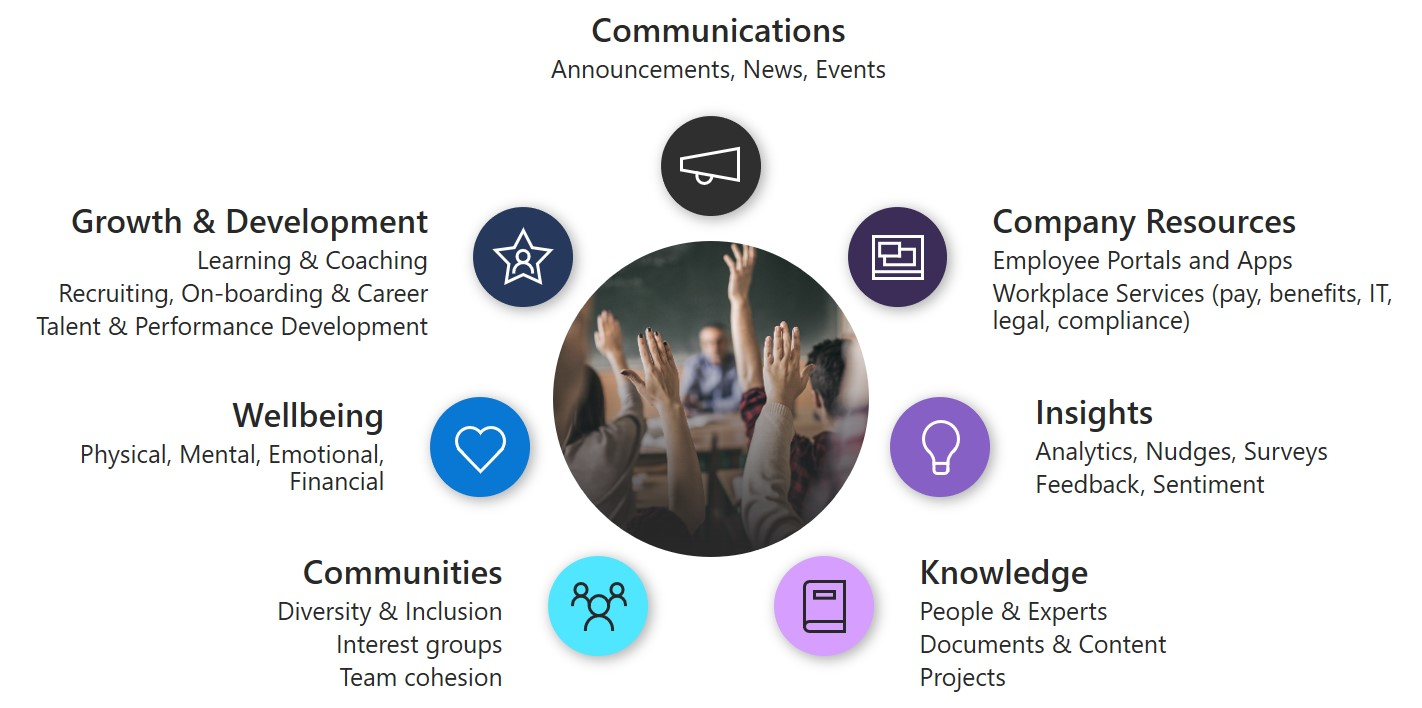 Communications
Announcements, News, Events
Growth & Development
Learning & Coaching
Recruiting, On-boarding & Career
Talent & Performance Development
Company Resources
Employee Portals and Apps
Workplace Services (pay, benefits, IT,
legal, compliance)
Wellbeing
Physical, Mental, Emotional,
Financial
Insights
Analytics, Nudges, Surveys
Feedback, Sentiment
Communities
Diversity & Inclusion
Interest groups
Team cohesion
Knowledge
People & Experts
Documents & Content
Projects